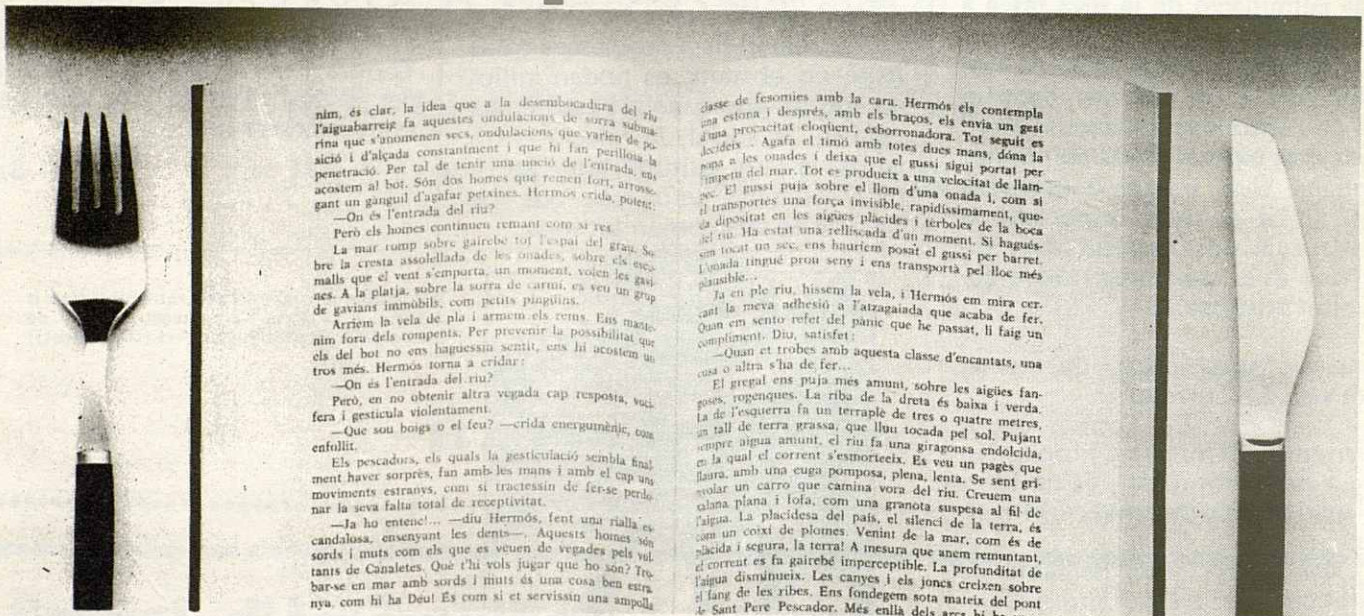 nim, és clar, la idea que a la desembocadura del riu
l'aiguabarreig fa aquestes ondulacions de sorra subma-
rina que s'anomenen secs, ondulacions que varien de po-
sició i d'alçada constantment i que hi fan perillosa la
penetració. Per tal de tenir una noció de l'entrada, ens
acostem al bot. Són dos homes que remen fort, arrosse-
gant un gànguil d'agafar petxines. Hermós crida, potent:
—On és l'entrada del riu?
Però els homes continuen remant com si res.
La mar romp sobre gairebé tot l'espai del grau. So-
bre la cresta assolellada de les onades, sobre els esco-
malls que el vent s'emporta, un moment, volen les gavi-
nes. A la platja, sobre la sorra de carmí, es veu un grup
de gavians immòbils, com petits pingüins.
Arriem la vela de pla i armem els rems. Ens mante-
nim fora dels rompents. Per prevenir la possibilitat que
els del bot no ens haguessin sentit, ens hi acostem un
tros més. Hermós torna a cridar:
—On és l'entrada del riu?
Però, en no obtenir altra vegada cap resposta, voci-
fera i gesticula violentament.
—Que sou boigs o el feu? —crida energumènic, com
enfollit.
Els pescadors, els quals la gesticulació sembla final-
ment haver sorprès, fan amb les mans i amb el cap uns
moviments estranys, com si tractessin de fer-se perdo-
nar la seva falta total de receptivitat.
—Ja ho entenc!... —diu Hermós, fent una rialla es-
candalosa, ensenyant les dents—. Aquests homes són
sords i muts com els que es veuen de vegades pels vol-
tants de Canaletes. Què t'hi vols jugar que ho són? Tro-
bar-se en mar amb sords i muts és una cosa ben estra-
nya, com hi ha Déu! És com si et servissin una ampolla
classe de fesomies amb la cara. Hermós els contempla
una estona i després, amb els braços, els envia un gest
d'una procacitat eloqüent, esborronadora. Tot seguit es
decideix. Agafa el timó amb totes dues mans, dóna la
popa a les onades i deixa que el gussi sigui portat per
l'ímpetu del mar. Tot es produeix a una velocitat de llam-
pec. El gussi puja sobre el llom d'una onada i, com si
el transportés una força invisible, rapidíssimament, que-
da dipositat en les aigües plàcides i tèrboles de la boca
del riu. Ha estat una relliscada d'un moment. Si hagués-
sim tocat un sec, ens hauríem posat el gussi per barret.
L'onada tingué prou seny i ens transportà pel lloc més
plausible...
Ja en ple riu, hissem la vela, i Hermós em mira cer-
cant la meva adhesió a l'atzagaiada que acaba de fer.
Quan em sento refet del pànic que he passat, li faig un
compliment. Diu, satisfet:
—Quan et trobes amb aquesta classe d'encantats, una
cosa o altra s'ha de fer...
El gregal ens puja més amunt, sobre les aigües fan-
goses, rogenques. La riba de la dreta és baixa i verda.
La de l'esquerra fa un terraplè de tres o quatre metres,
un tall de terra grassa, que lluu tocada pel sol. Pujant
sempre aigua amunt, el riu fa una giragonsa endolcida,
en la qual el corrent s'esmorteeix. Es veu un pagès que
llaura, amb una euga pomposa, plena, lenta. Se sent gri-
nyolar un carro que camina vora del riu. Creuem una
catalana plana i tofa, com una granota suspesa al fil de
l'aigua. La placidesa del país, el silenci de la terra, és
com un coixí de plomes. Venint de la mar, com és de
plàcida i segura, la terra! A mesura que anem remuntant,
el corrent es fa gairebé imperceptible. La profunditat de
l'aigua disminueix. Les canyes i els joncs creixen sobre
el fang de les ribes. Ens fondegem sota mateix del pont
de Sant Pere Pescador. Més enllà dels arcs hi ha